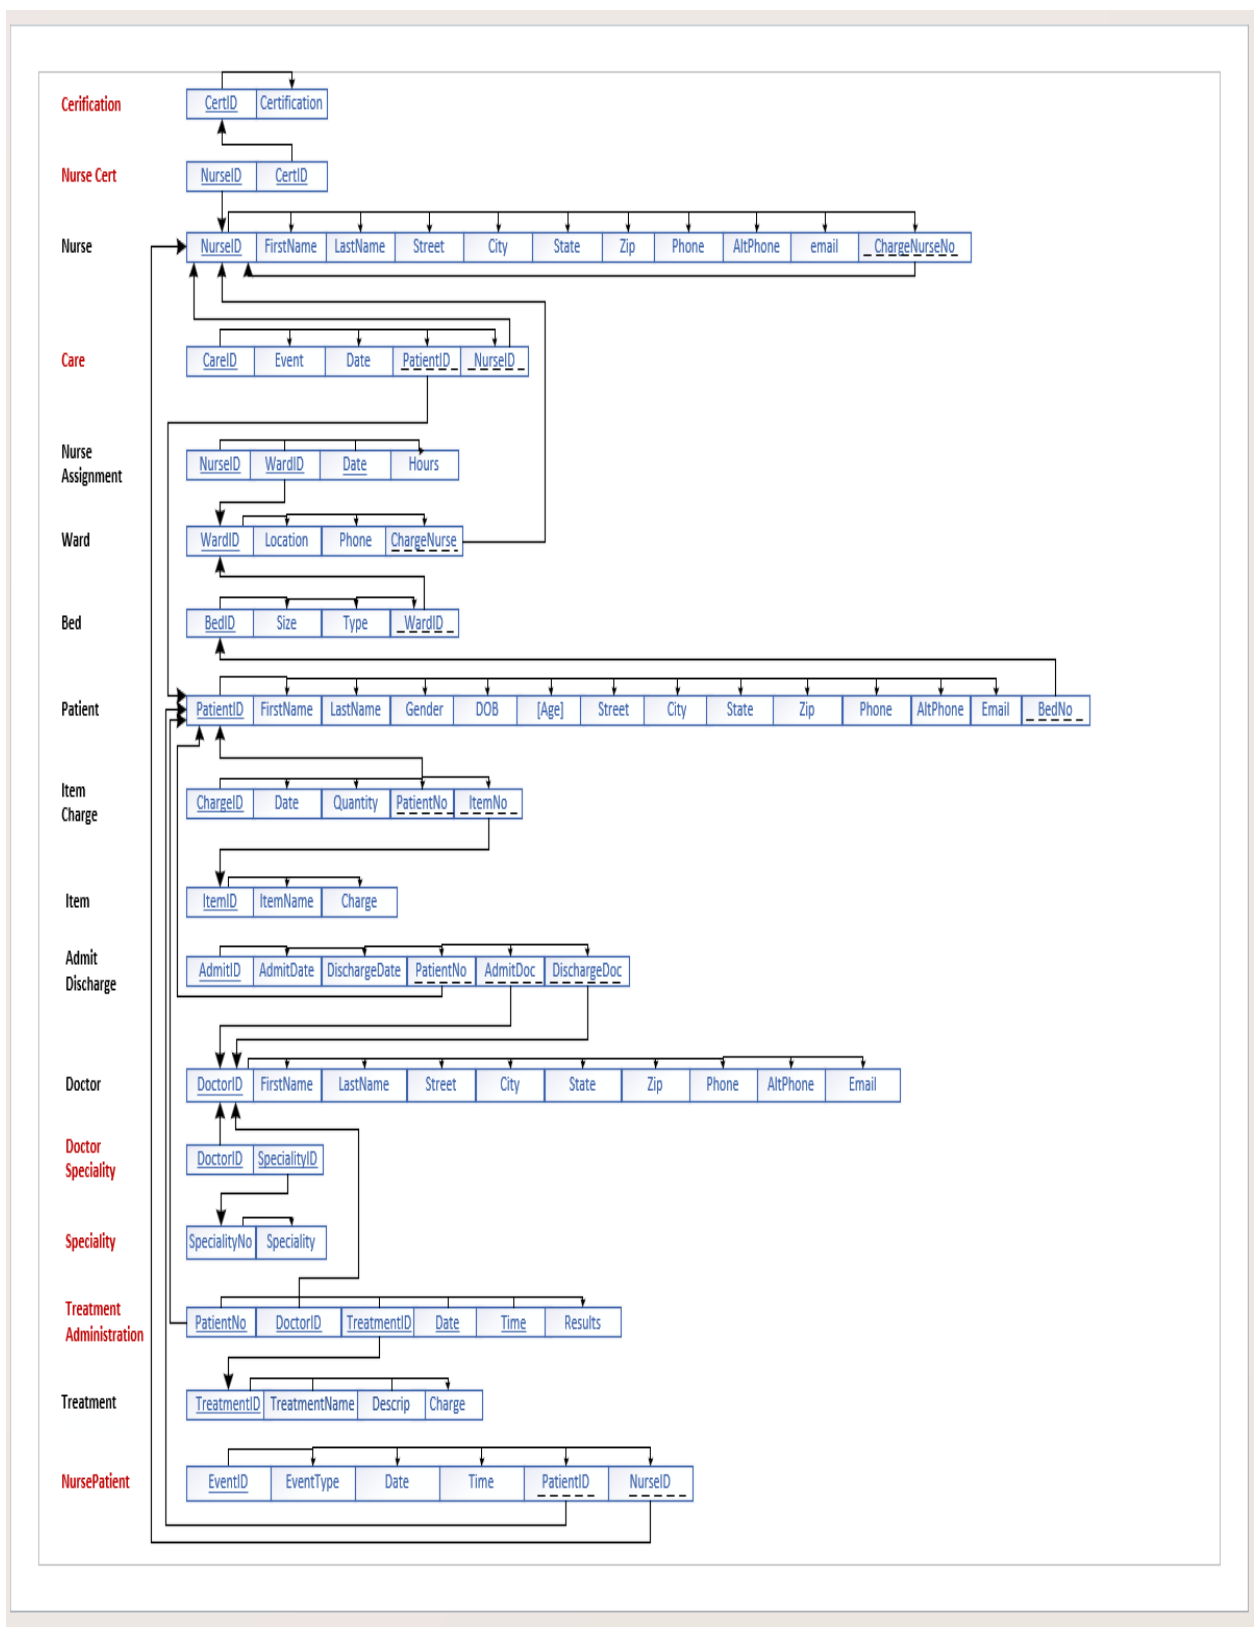 Cerification
CertID Certification
Nurse Cert
NurseID CertID
Nurse
NurseID FirstName LastName Street City State Zip Phone AltPhone email ChargeNurseNo
Care
CareID Event Date PatientID NurseID
Nurse
Assignment
NurseID WardID Date Hours
Ward
WardID Location Phone ChargeNurse
Bed
BedID Size Type WardID
Patient
PatientID FirstName LastName Gender DOB [Age] Street City State Zip Phone AltPhone Email BedNo
Item
Charge
ChargeID Date Quantity PatientNo ItemNo
Item
ItemID ItemName Charge
Admit
Discharge
AdmitID AdmitDate DischargeDate PatientNo AdmitDoc DischargeDoc
Doctor
DoctorID FirstName LastName Street City State Zip Phone AltPhone Email
Doctor
Speciality
DoctorID SpecialityID
Speciality
SpecialityNo Speciality
Treatment
Administration
PatientNo DoctorID TreatmentID Date Time Results
Treatment
TreatmentID TreatmentName Descrip Charge
NursePatient
EventID EventType Date Time PatientID NurseID